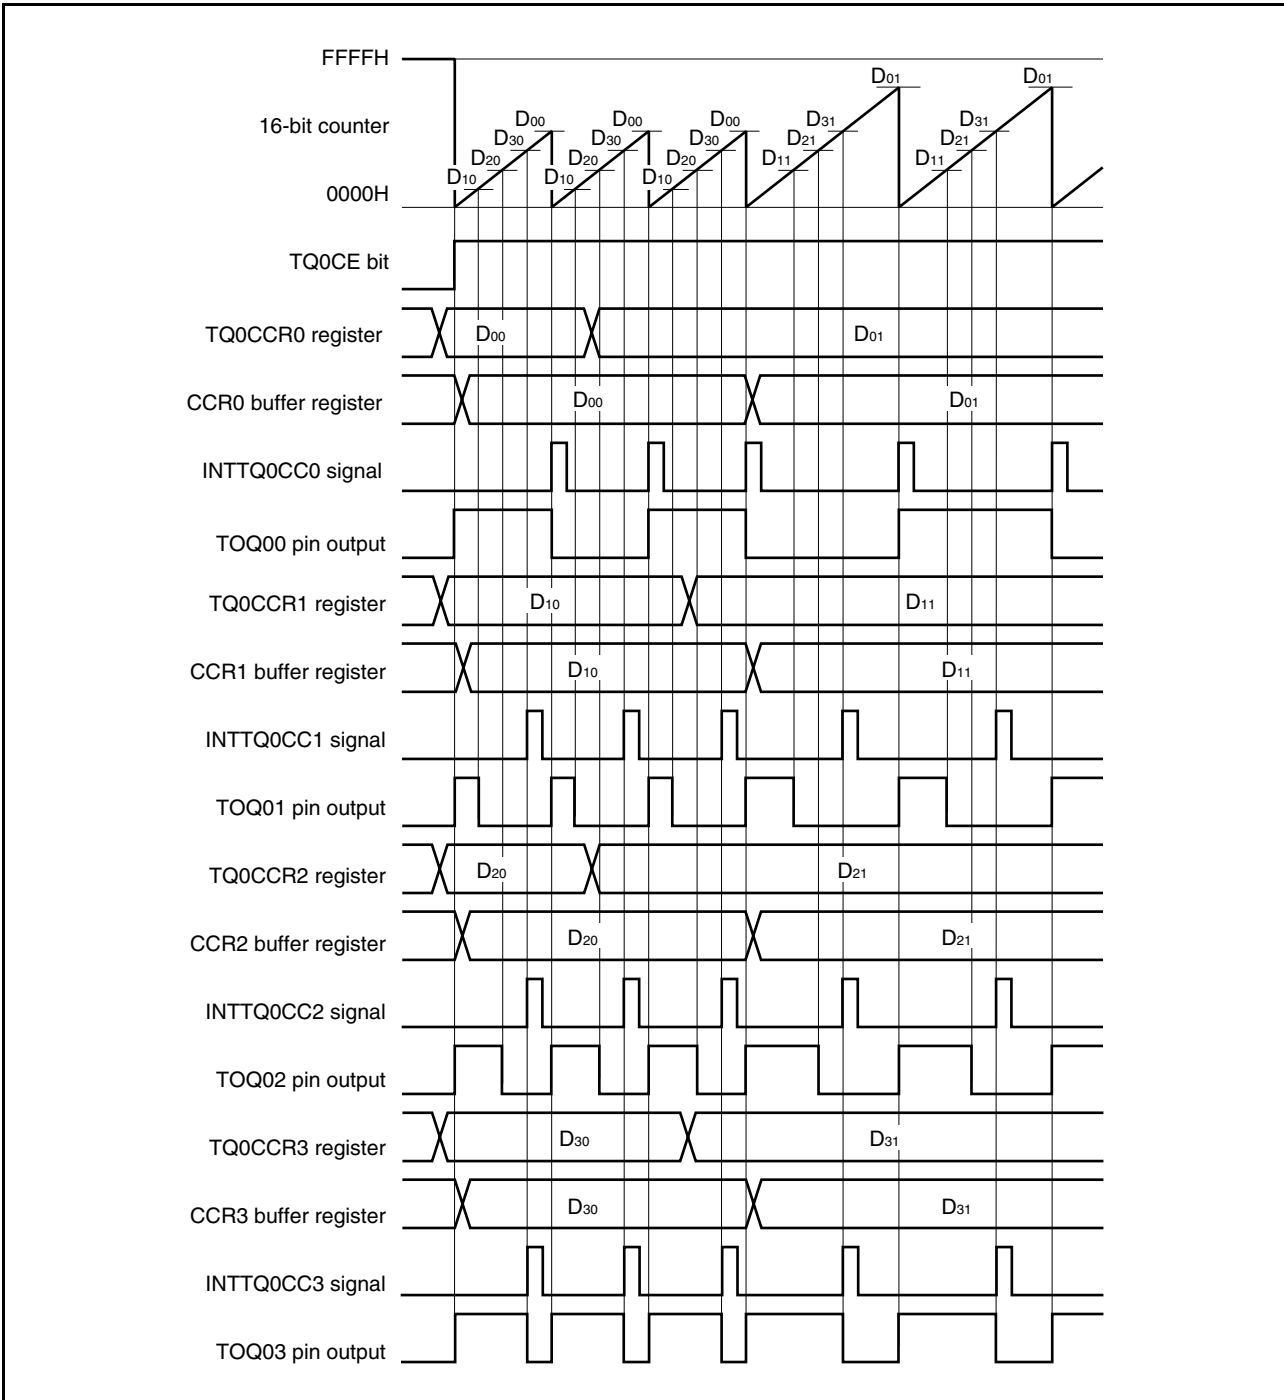 FFFFH
D01 D01
16-bit counter
D00 D00 D00 D31 D31
D30 D30 D30 D21 D21
D20 D20 D20 D11 D11
D10 D10 D10
0000H
TQ0CE bit
TQ0CCR0 register D00 D01
CCR0 buffer register D00 D01
INTTQ0CC0 signal
TOQ00 pin output
TQ0CCR1 register D10 D11
CCR1 buffer register D10 D11
INTTQ0CC1 signal
TOQ01 pin output
TQ0CCR2 register D20 D21
CCR2 buffer register D20 D21
INTTQ0CC2 signal
TOQ02 pin output
TQ0CCR3 register D30 D31
CCR3 buffer register D30 D31
INTTQ0CC3 signal
TOQ03 pin output